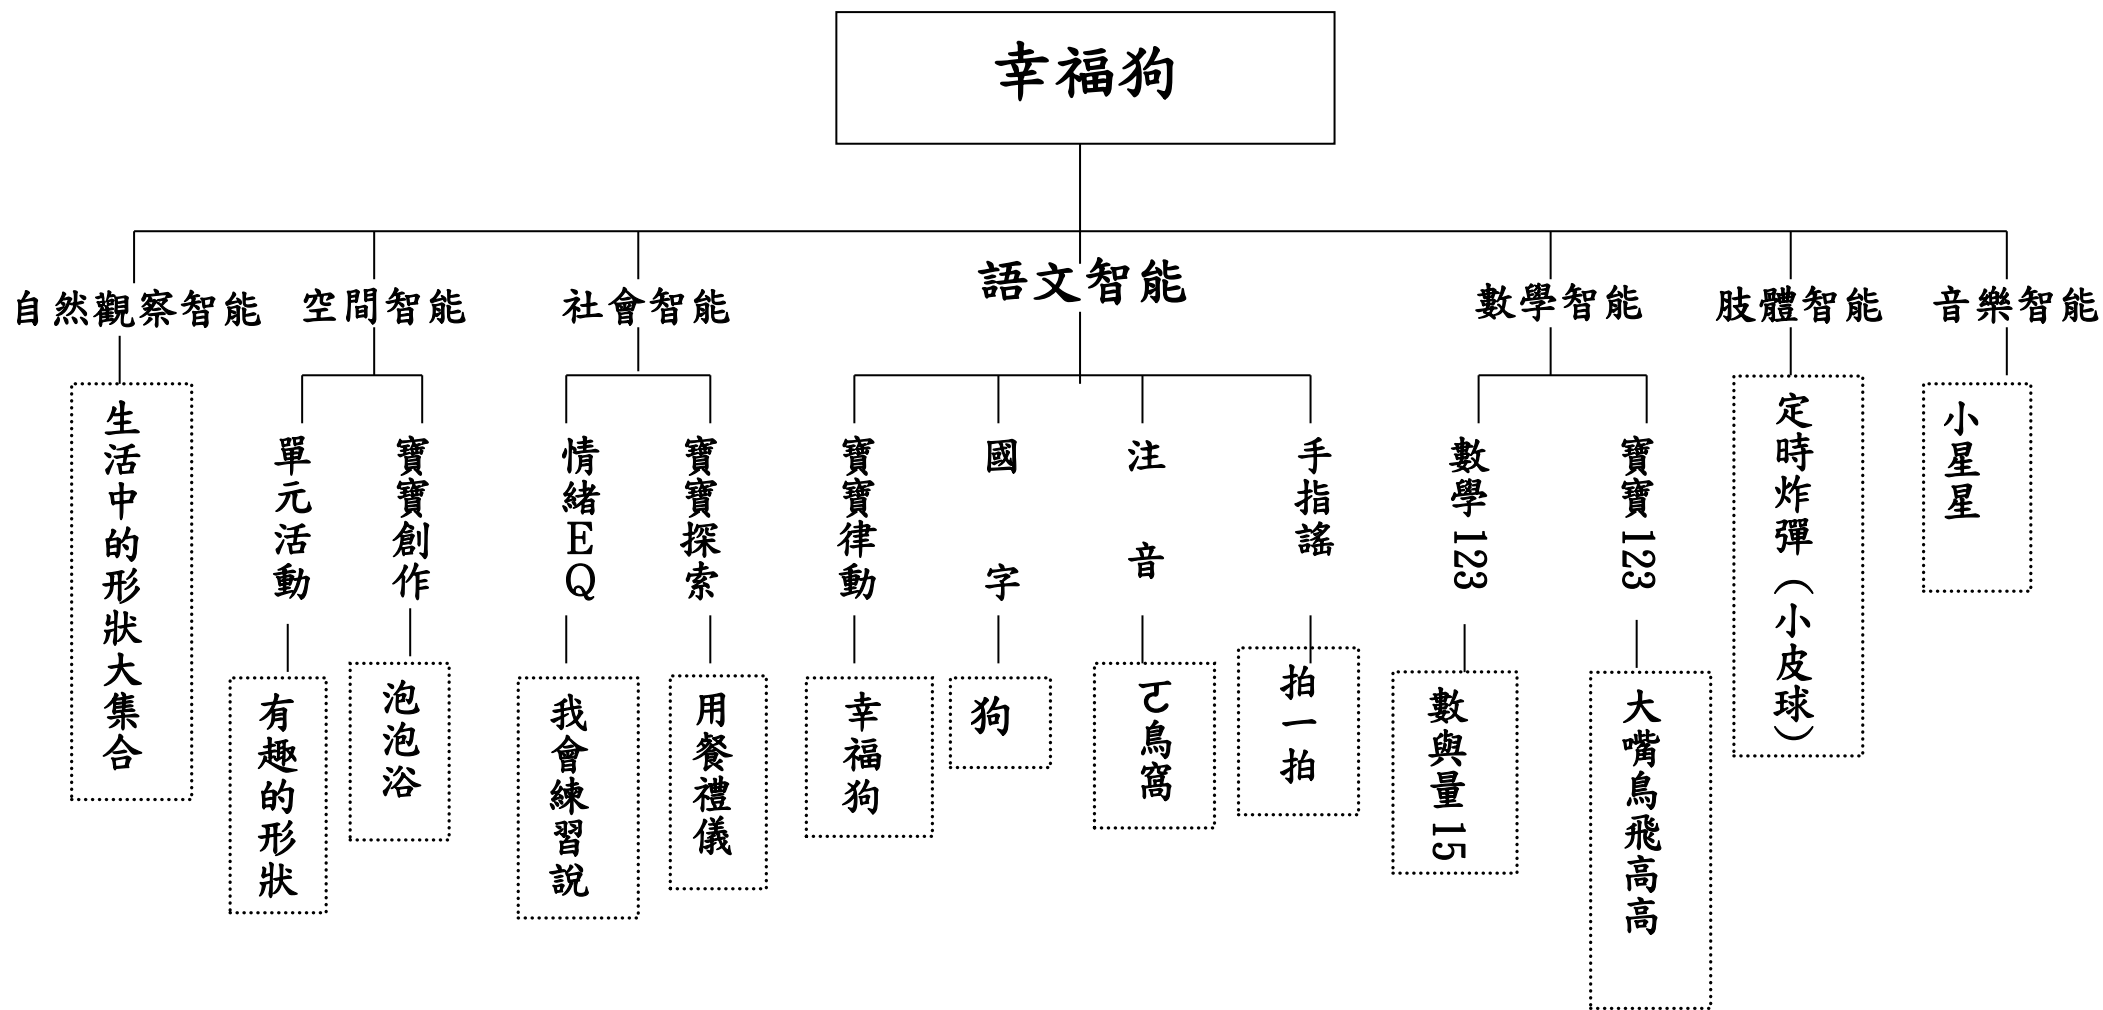 幸福狗
自然觀察智能
空間智能
社會智能
語文智能
數學智能
肢體智能
音樂智能
單元活動
寶寶創作
情緒EQ
寶寶探索
寶寶律動
國字
注音
手指謠
數學123
寶寶123
生活中的形狀大集合
有趣的形狀
泡泡浴
我會練習說
用餐禮儀
幸福狗
狗
ㄛ鳥窩
拍一拍
數與量15
大嘴鳥飛高高
定時炸彈（小皮球）
小星星